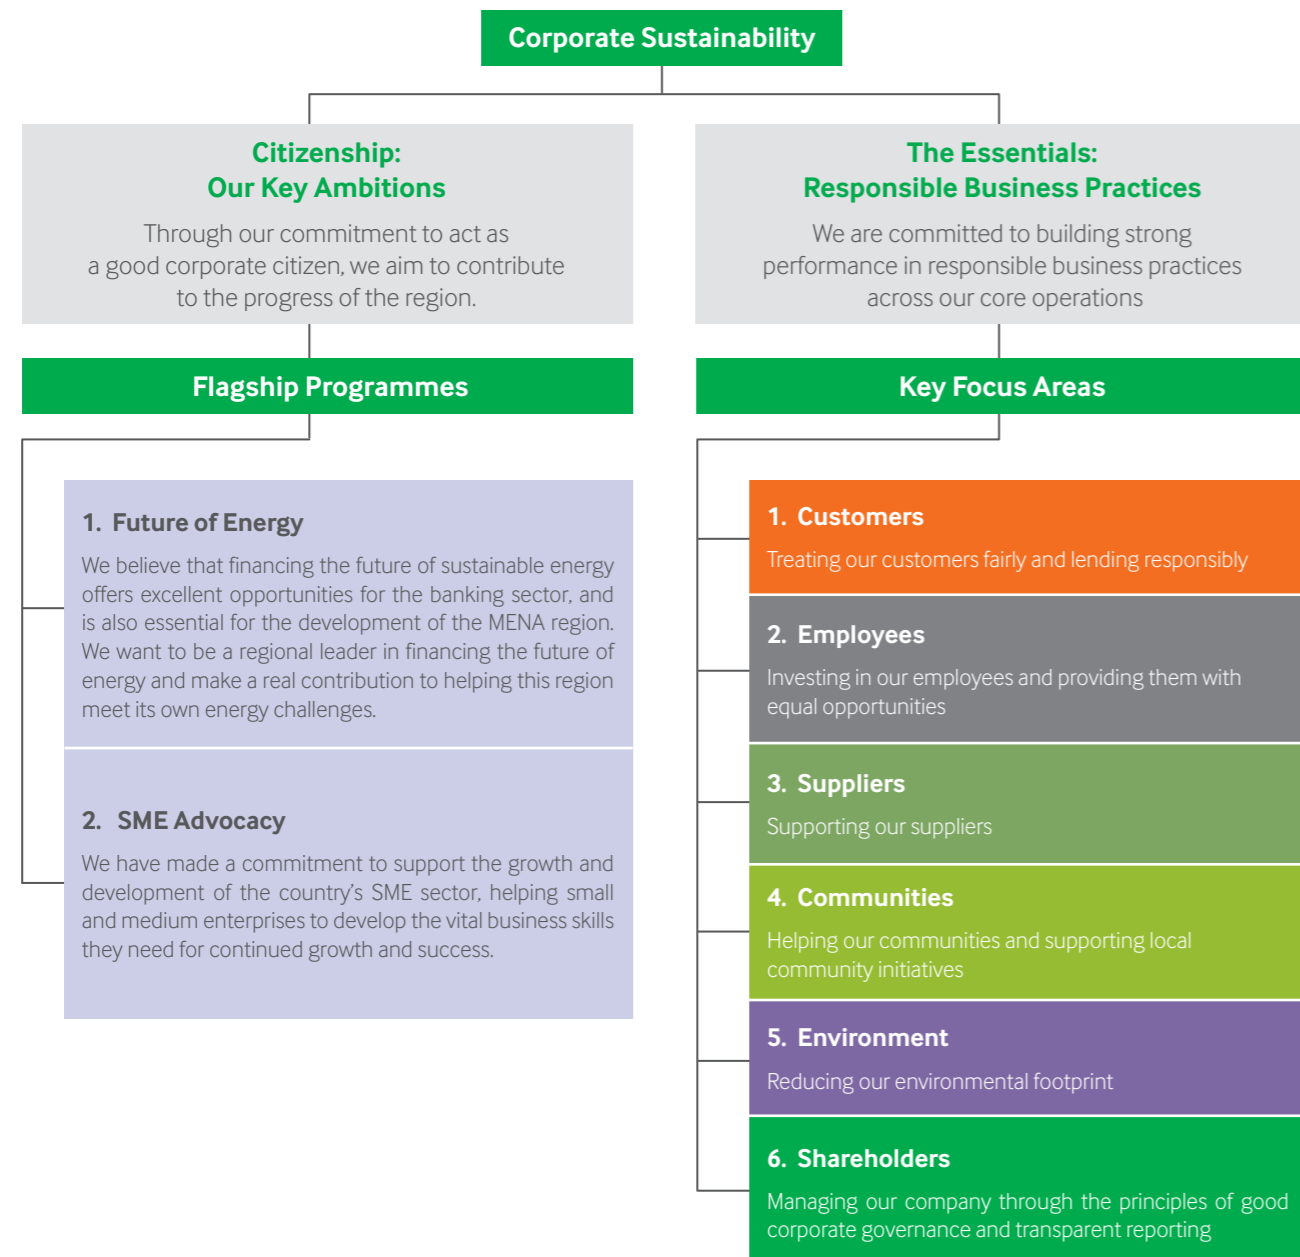 Corporate Sustainability
Citizenship:
Our Key Ambitions
Through our commitment to act as
a good corporate citizen, we aim to contribute
to the progress of the region.
Flagship Programmes
1. Future of Energy
We believe that financing the future of sustainable energy
offers excellent opportunities for the banking sector, and
is also essential for the development of the MENA region.
We want to be a regional leader in financing the future of
energy and make a real contribution to helping this region
meet its own energy challenges.
2. SME Advocacy
We have made a commitment to support the growth and
development of the country's SME sector, helping small
and medium enterprises to develop the vital business skills
they need for continued growth and success.
The Essentials:
Responsible Business Practices
We are committed to building strong
performance in responsible business practices
across our core operations
Key Focus Areas
1. Customers
Treating our customers fairly and lending responsibly
2. Employees
Investing in our employees and providing them with
equal opportunities
3. Suppliers
Supporting our suppliers
4. Communities
Helping our communities and supporting local
community initiatives
5. Environment
Reducing our environmental footprint
6. Shareholders
Managing our company through the principles of good
corporate governance and transparent reporting